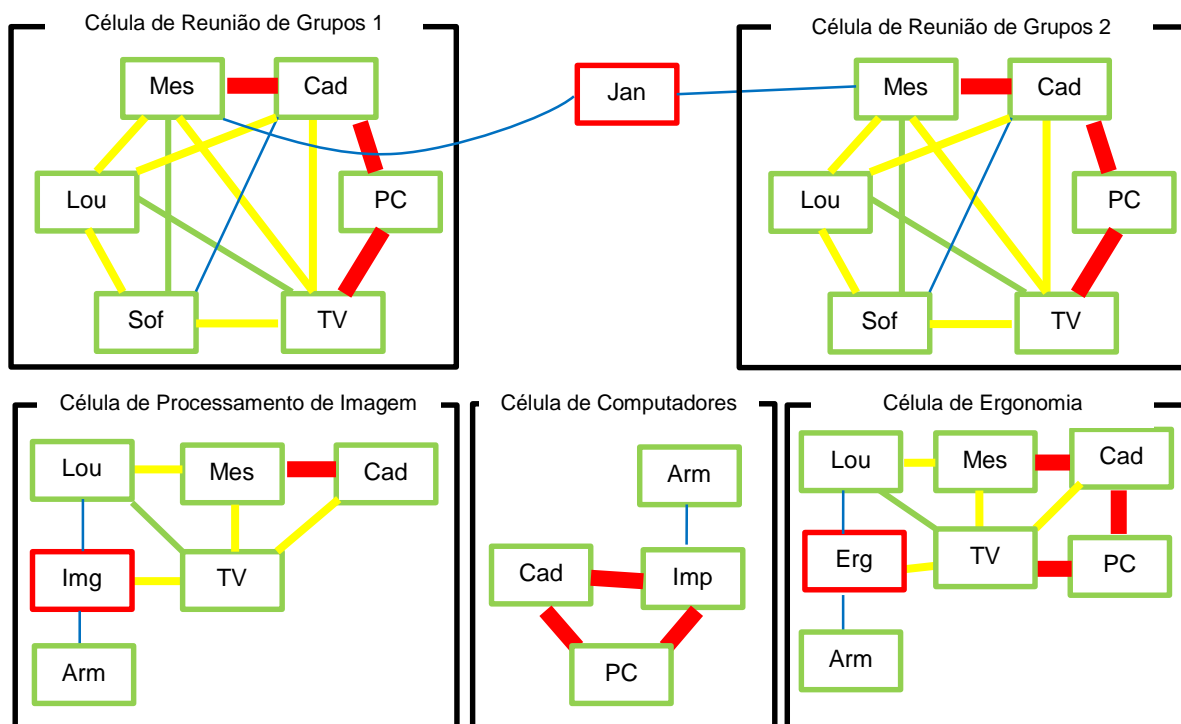 Célula de Reunião de Grupos 1
Mes
Cad
Lou
PC
Sof
TV
Jan
Célula de Reunião de Grupos 2
Mes
Cad
Lou
PC
Sof
TV
Célula de Processamento de Imagem
Lou
Mes
Cad
Img
TV
Arm
Célula de Computadores
Arm
Cad
Imp
PC
Célula de Ergonomia
Lou
Mes
Cad
Erg
TV
PC
Arm